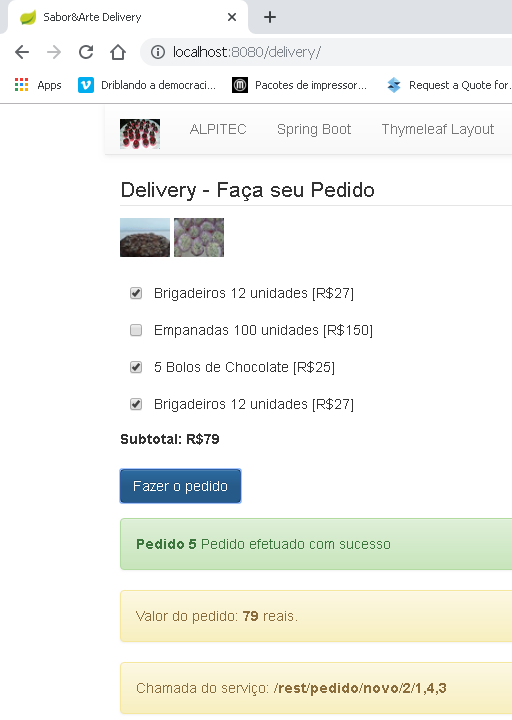 Sabor&Arte Delivery
localhost:8080/delivery/
Apps Driblando a democraci... Pacotes de impressor... Request a Quote for
ALPITEC Spring Boot Thymeleaf Layout
Delivery - Faça seu Pedido
Brigadeiros 12 unidades [R$27]
Empanadas 100 unidades [R$150]
5 Bolos de Chocolate [R$25]
Brigadeiros 12 unidades [R$27]
Subtotal: R$79
Fazer o pedido
Pedido 5 Pedido efetuado com sucesso
Valor do pedido: 79 reais.
Chamada do serviço: /rest/pedido/novo/2/1,4,3